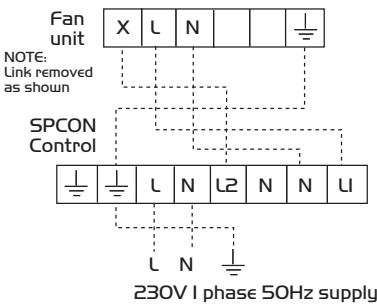 Fan
unit
X L N
NOTE:
Link removed
as shown
SPCON
Control
L N L2 N N L1
L N
230V 1 phase 50Hz supply